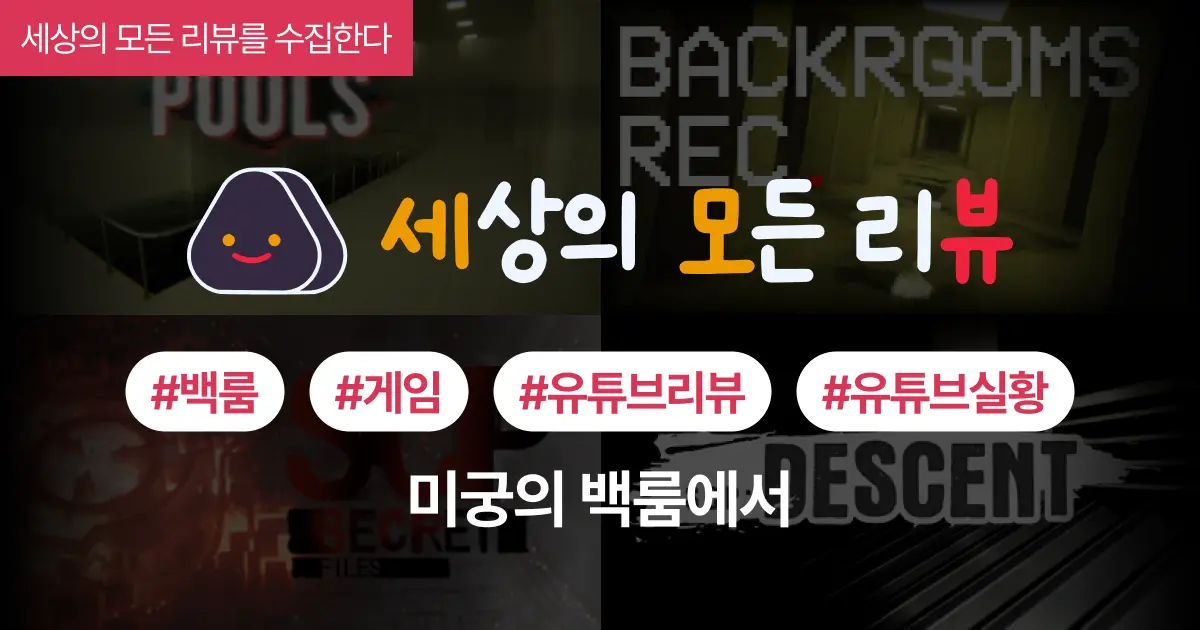 세상의 모든 리뷰를 수집한다
POOLS
BACKROOMS
REC.
세상의 모든 리뷰
#백룸 #게임 #유튜브리뷰 #유튜브실황
SCP
DESCENT
미궁의 백룸에서
SECRET
FILES